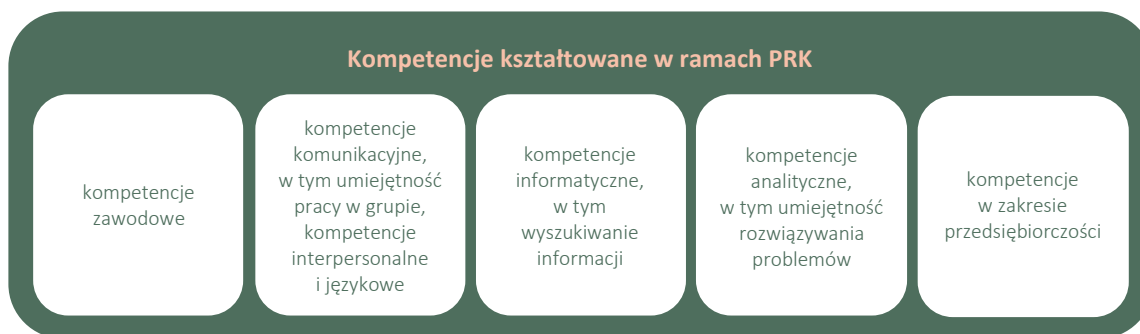 Kompetencje kształtowane w ramach PRK
kompetencje
zawodowe
kompetencje
komunikacyjne,
w tym umiejętność
pracy w grupie,
kompetencje
interpersonalne
i językowe
kompetencje
informatyczne,
w tym
wyszukiwanie
informacji
kompetencje
analityczne,
w tym umiejętność
rozwiązywania
problemów
kompetencje
w zakresie
przedsiębiorczości